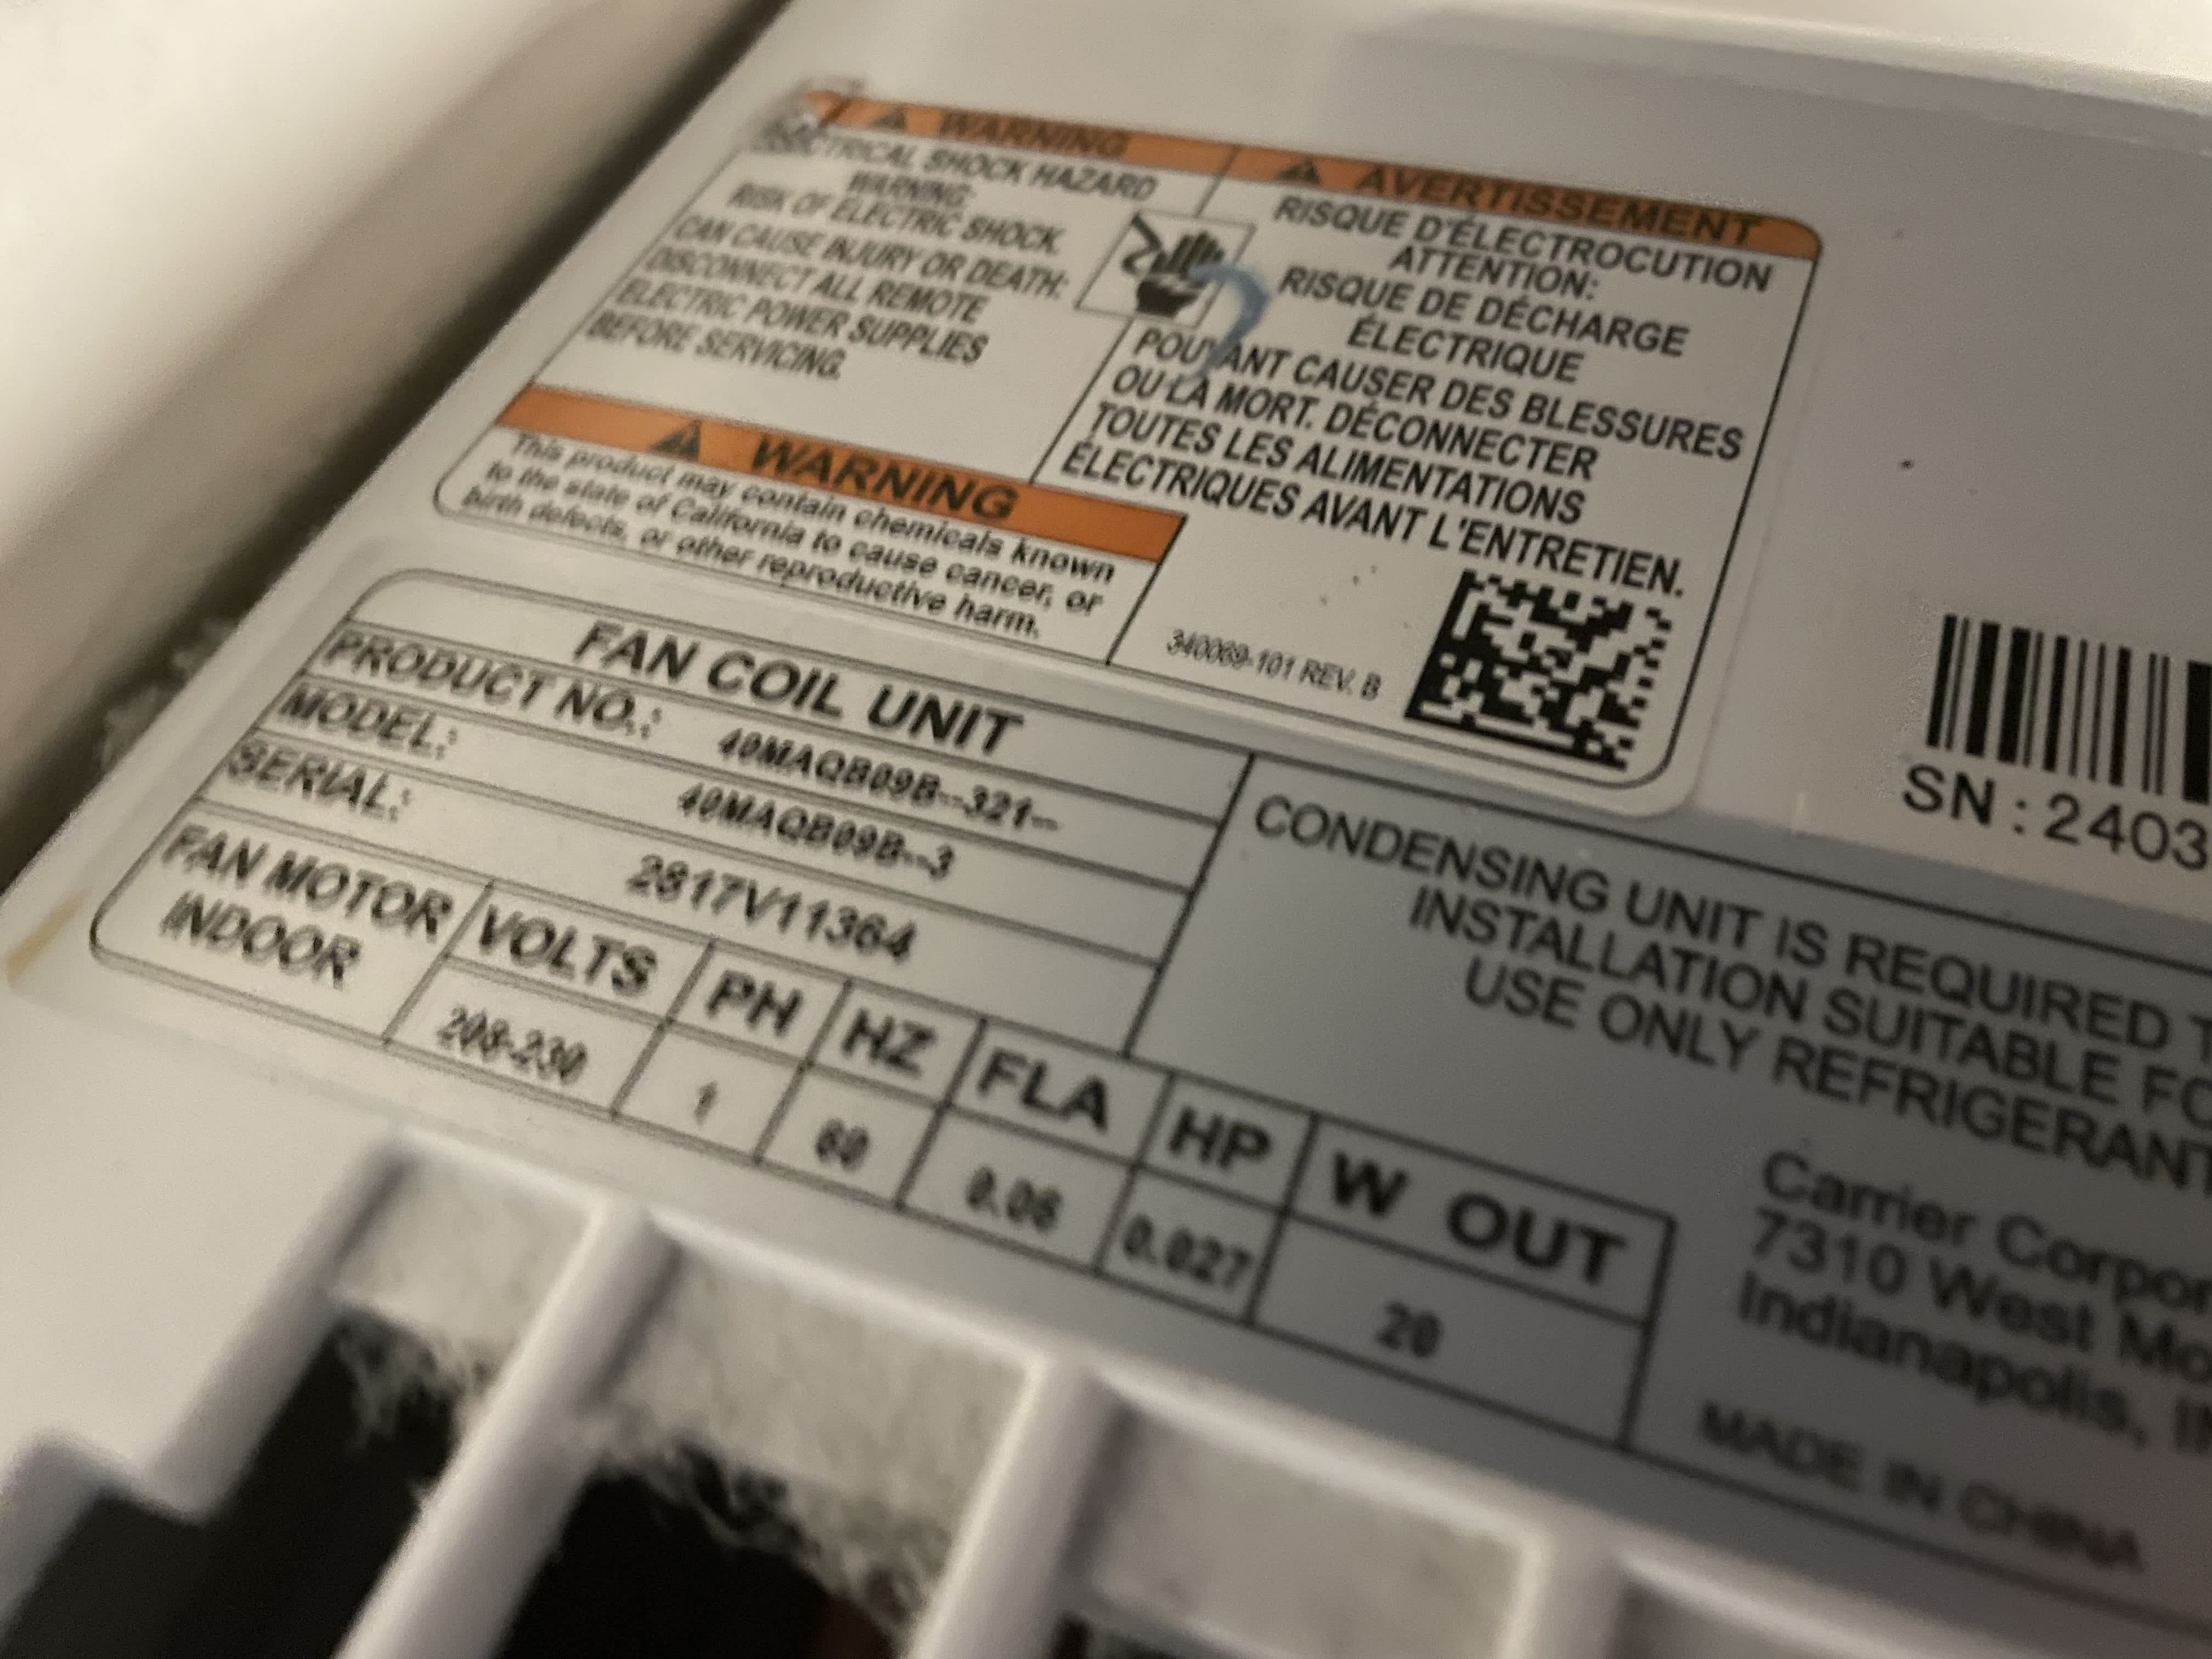 WARNING
ELECTRICAL SHOCK HAZARD
WARNING:
RISK OF ELECTRIC SHOCK.
CAN CAUSE INJURY OR DEATH:
DISCONNECT ALL REMOTE
ELECTRIC POWER SUPPLIES
BEFORE SERVICING.
AVERTISSEMENT
RISQUE D'ÉLECTROCUTION
ATTENTION:
RISQUE DE DÉCHARGE
ÉLECTRIQUE
POUVANT CAUSER DES BLESSURES
OU LA MORT. DÉCONNECTER
TOUTES LES ALIMENTATIONS
ÉLECTRIQUES AVANT L'ENTRETIEN.
WARNING
This product may contain chemicals known
to the state of California to cause cancer, or
birth defects, or other reproductive harm.
340069-101 REV. B
SN:2403
FAN COIL UNIT
PRODUCT NO.: 40MAQB09B--321--
MODEL: 40MAQB09B--3
SERIAL: 2817V11364
FAN MOTOR INDOOR
VOLTS PH HZ FLA HP W OUT
208-230 1 60 0.08 0.027 20
CONDENSING UNIT IS REQUIRED
INSTALLATION SUITABLE
USE ONLY REFRIGERANT
Carrier
7310 West
Indianapolis,
MADE IN CHINA